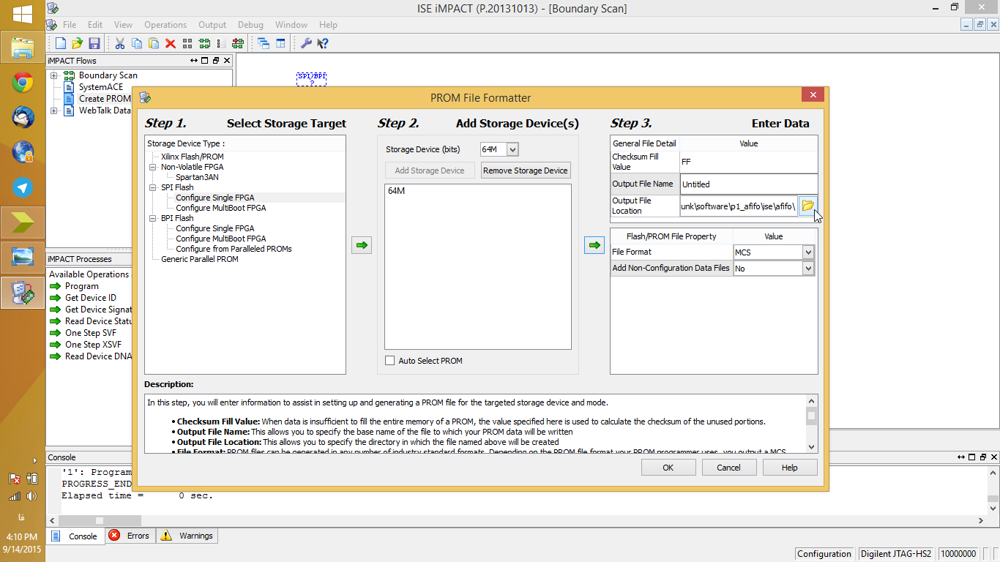 ISE iMPACT (P.20131013) - [Boundary Scan]
File Edit View Operations Output Debug Window Help
iMPACT Flows
Boundary Scan
SystemACE
Create PROM
WebTalk Data
SPI/BPI
?
iMPACT Processes
Available Operations
Program
Get Device ID
Get Device Signat
Read Device Statu
One Step SVF
One Step XSVF
Read Device DNA
PROM File Formatter
Step 1. Select Storage Target
Storage Device Type :
Xilinx Flash/PROM
Non-Volatile FPGA
Spartan3AN
SPI Flash
Configure Single FPGA
Configure MultiBoot FPGA
BPI Flash
Configure Single FPGA
Configure MultiBoot FPGA
Configure from Paralleled PROMs
Generic Parallel PROM
Step 2. Add Storage Device(s)
Storage Device (bits) 64M
Add Storage Device Remove Storage Device
64M
Auto Select PROM
Step 3. Enter Data
General File Detail Value
Checksum Fill Value FF
Output File Name Untitled
Output File Location unk\software\p1_afifo\ise\afifo\
Flash/PROM File Property Value
File Format MCS
Add Non-Configuration Data Files No
Description:
In this step, you will enter information to assist in setting up and generating a PROM file for the targeted storage device and mode.
• Checksum Fill Value: When data is insufficient to fill the entire memory of a PROM, the value specified here is used to calculate the checksum of the unused portions.
• Output File Name: This allows you to specify the base name of the file to which your PROM data will be written
• Output File Location: This allows you to specify the directory in which the file named above will be created
• File Format: PROM files can be generated in any number of industry standard formats. Depending on the PROM file format your PROM programmer uses, you output a MCS
OK Cancel Help
Console
'1': Program
PROGRESS_END
Elapsed time = 0 sec.
Console Errors Warnings
Configuration Digilent JTAG-HS2 10000000
فا
4:10 PM
9/14/2015